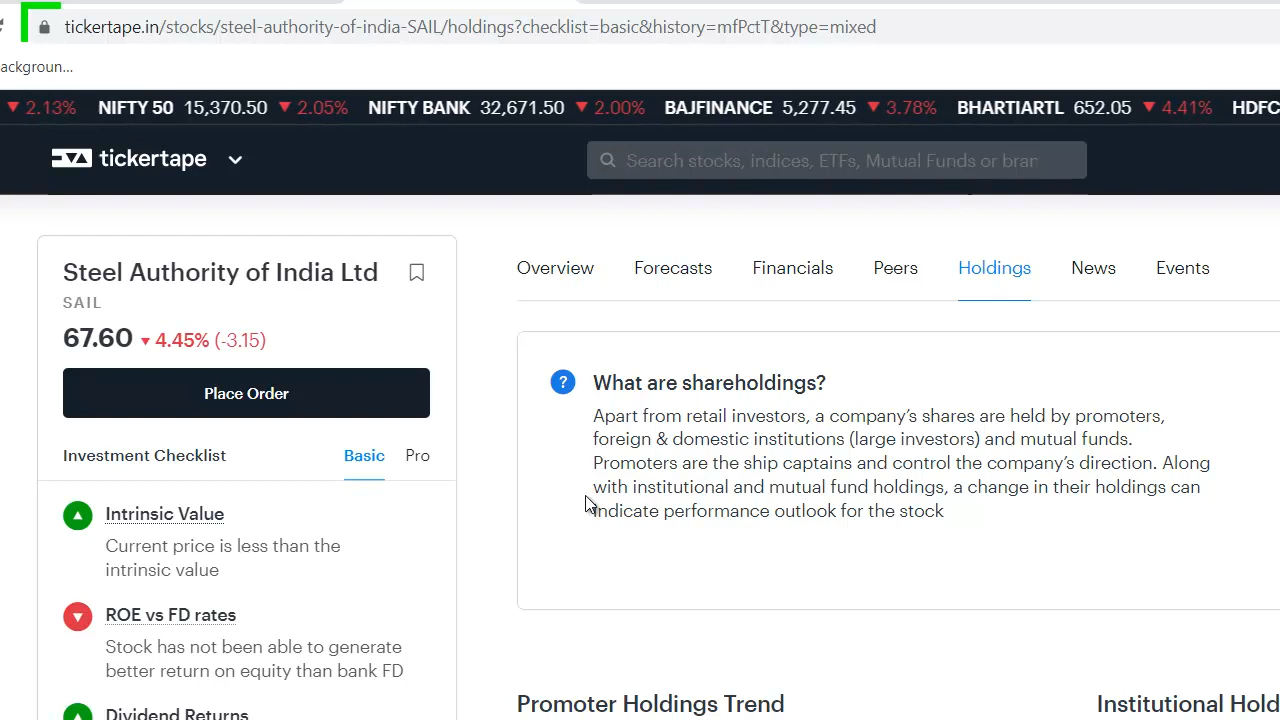 tickertape.in/stocks/steel-authority-of-india-SAIL/holdings?checklist=basic&history=mfPctT&type=mixed
ackgroun...
▼ 2.13% NIFTY 50 15,370.50 ▼ 2.05% NIFTY BANK 32,671.50 ▼ 2.00% BAJFINANCE 5,277.45 ▼ 3.78% BHARTIARTL 652.05 ▼ 4.41% HDFC
tickertape
Search stocks, indices, ETFs, Mutual Funds or bran
Steel Authority of India Ltd
SAIL
67.60 ▼ 4.45% (-3.15)
Place Order
Investment Checklist Basic Pro
Intrinsic Value
Current price is less than the
intrinsic value
ROE vs FD rates
Stock has not been able to generate
better return on equity than bank FD
Dividend Returns
Overview Forecasts Financials Peers Holdings News Events
? What are shareholdings?
Apart from retail investors, a company's shares are held by promoters,
foreign & domestic institutions (large investors) and mutual funds.
Promoters are the ship captains and control the company's direction. Along
with institutional and mutual fund holdings, a change in their holdings can
indicate performance outlook for the stock
Promoter Holdings Trend
Institutional Hold